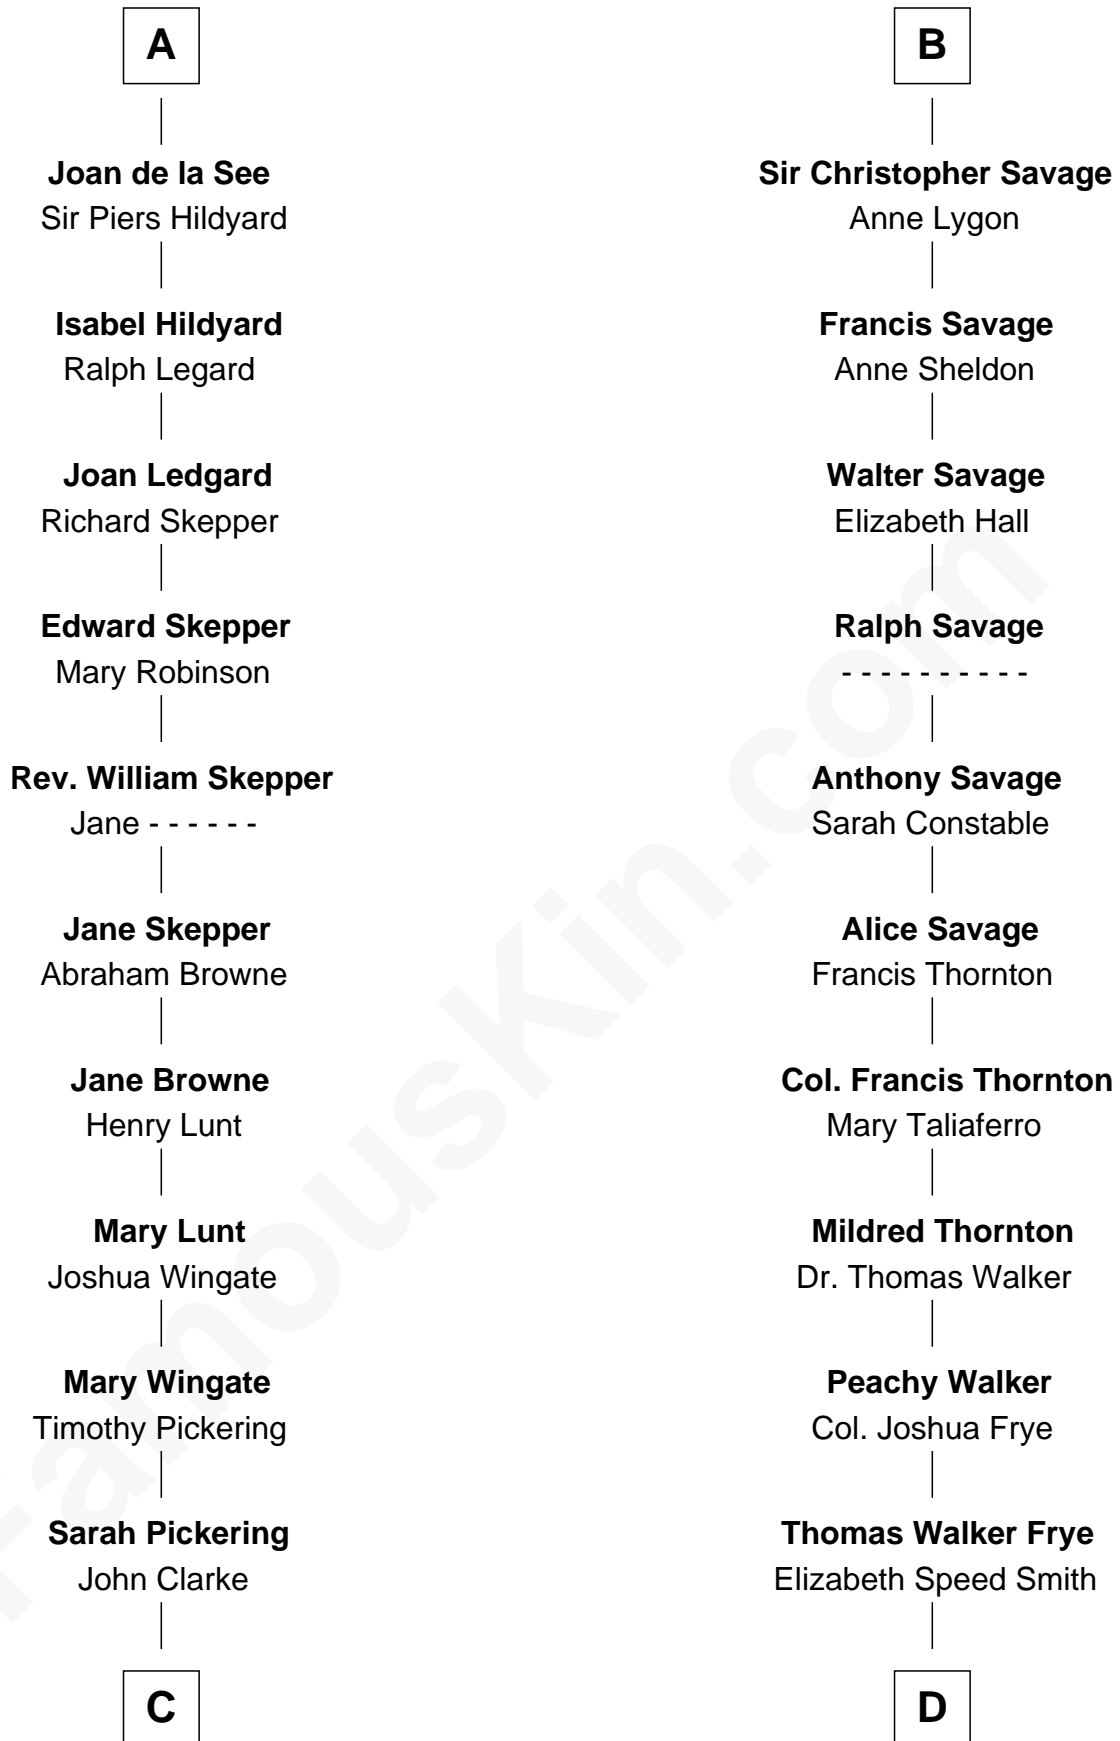 A
Joan de la See
Sir Piers Hildyard
Isabel Hildyard
Ralph Legard
Joan Ledgard
Richard Skepper
Edward Skepper
Mary Robinson
Rev. William Skepper
Jane - - - - - -
Jane Skepper
Abraham Browne
Jane Browne
Henry Lunt
Mary Lunt
Joshua Wingate
Mary Wingate
Timothy Pickering
Sarah Pickering
John Clarke
C
B
Sir Christopher Savage
Anne Lygon
Francis Savage
Anne Sheldon
Walter Savage
Elizabeth Hall
Ralph Savage
- - - - - - - - - -
Anthony Savage
Sarah Constable
Alice Savage
Francis Thornton
Col. Francis Thornton
Mary Taliaferro
Mildred Thornton
Dr. Thomas Walker
Peachy Walker
Col. Joshua Frye
Thomas Walker Frye
Elizabeth Speed Smith
D
FamousKin.com